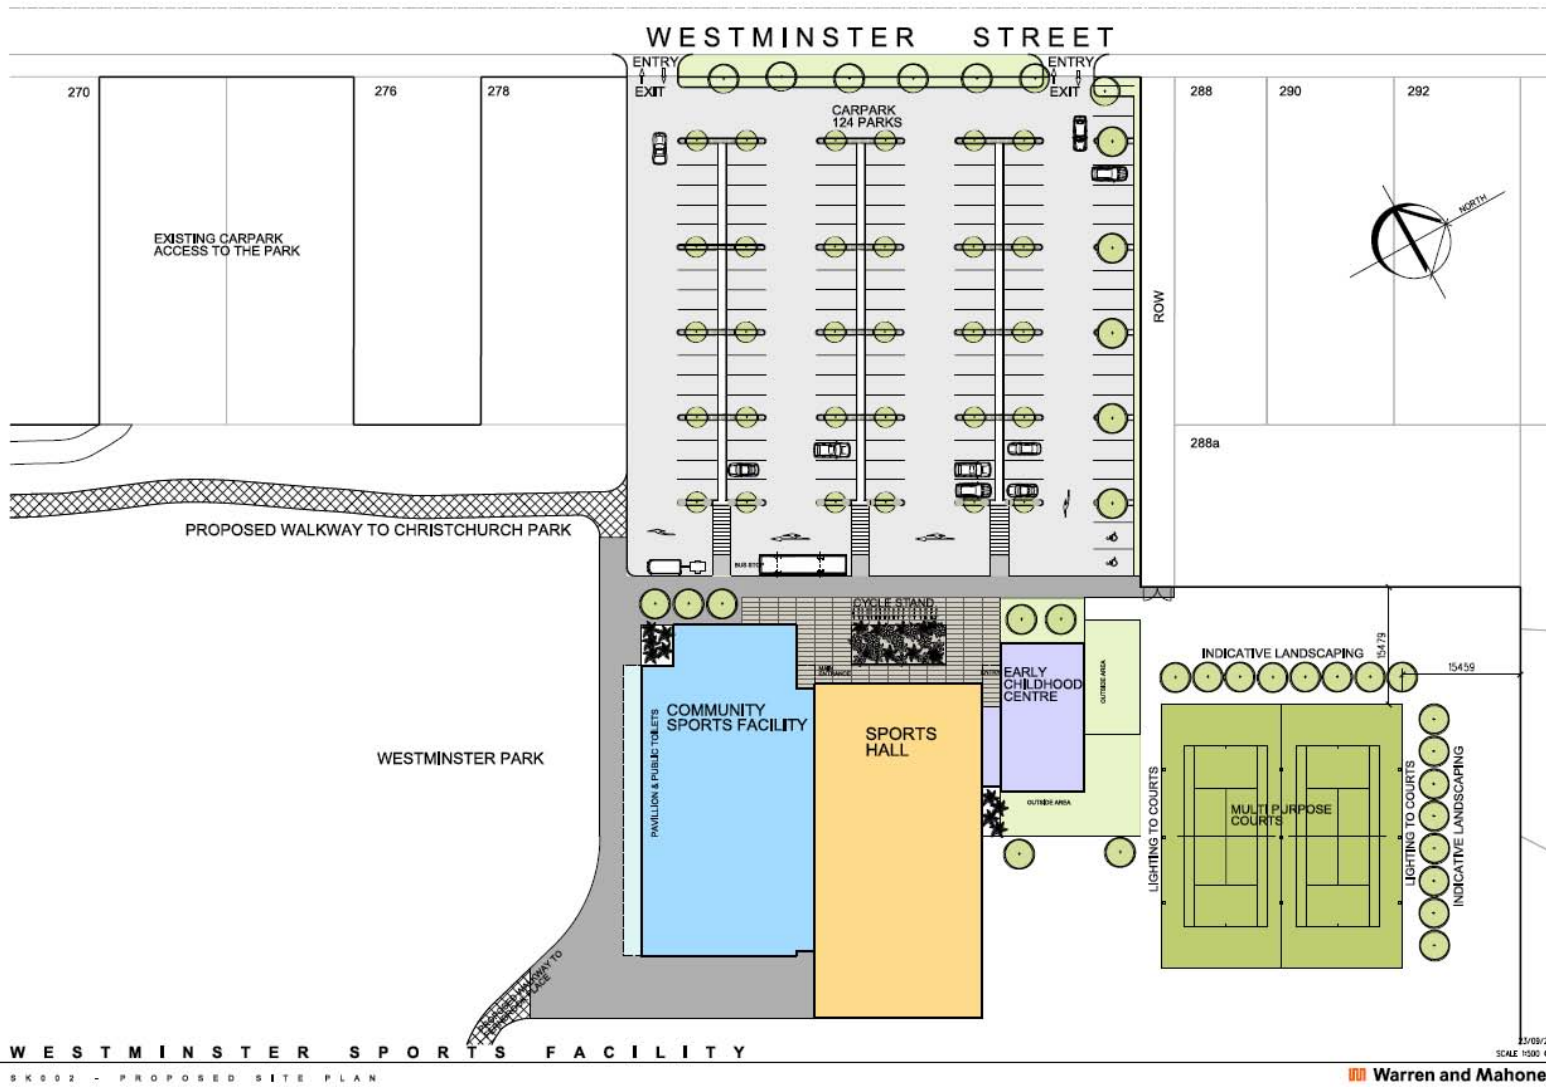 WESTMINSTER STREET
ENTRY
EXIT
ENTRY
EXIT
270
276
278
CARPARK
124 PARKS
288
290
292
NORTH
EXISTING CARPARK
ACCESS TO THE PARK
ROW
288a
PROPOSED WALKWAY TO CHRISTCHURCH PARK
BUS STOP
CYCLE STAND
MAIN
ENTRANCE
EARLY
CHILDHOOD
CENTRE
OUTSIDE AREA
INDICATIVE LANDSCAPING
15479
15459
COMMUNITY
SPORTS FACILITY
PAVILLION & PUBLIC TOILETS
SPORTS
HALL
WESTMINSTER PARK
OUTSIDE AREA
LIGHTING TO COURTS
MULTI PURPOSE
COURTS
LIGHTING TO COURTS
INDICATIVE LANDSCAPING
PROPOSED WALKWAY TO
PLACE
WESTMINSTER SPORTS FACILITY
SCALE 1:500
SK002 - PROPOSED SITE PLAN
Warren and Mahone